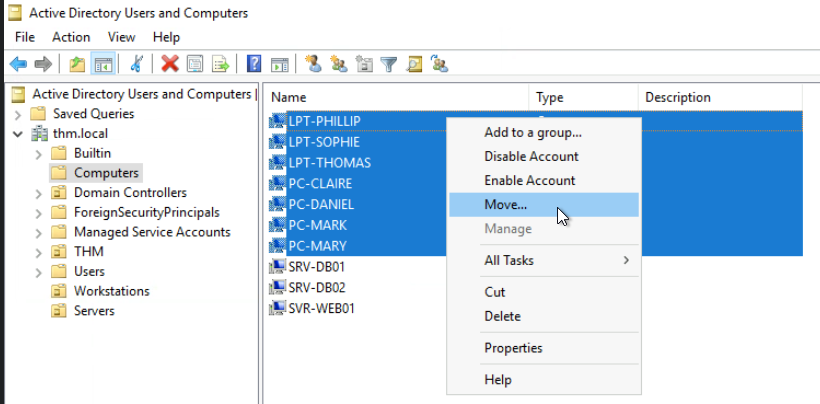 Active Directory Users and Computers
File Action View Help
Active Directory Users and Computers
Saved Queries
thm.local
Builtin
Computers
Domain Controllers
ForeignSecurityPrincipals
Managed Service Accounts
THM
Users
Workstations
Servers
Name Type Description
LPT-PHILLIP
LPT-SOPHIE
LPT-THOMAS
PC-CLAIRE
PC-DANIEL
PC-MARK
PC-MARY
SRV-DB01
SRV-DB02
SVR-WEB01
Add to a group...
Disable Account
Enable Account
Move...
Manage
All Tasks
Cut
Delete
Properties
Help